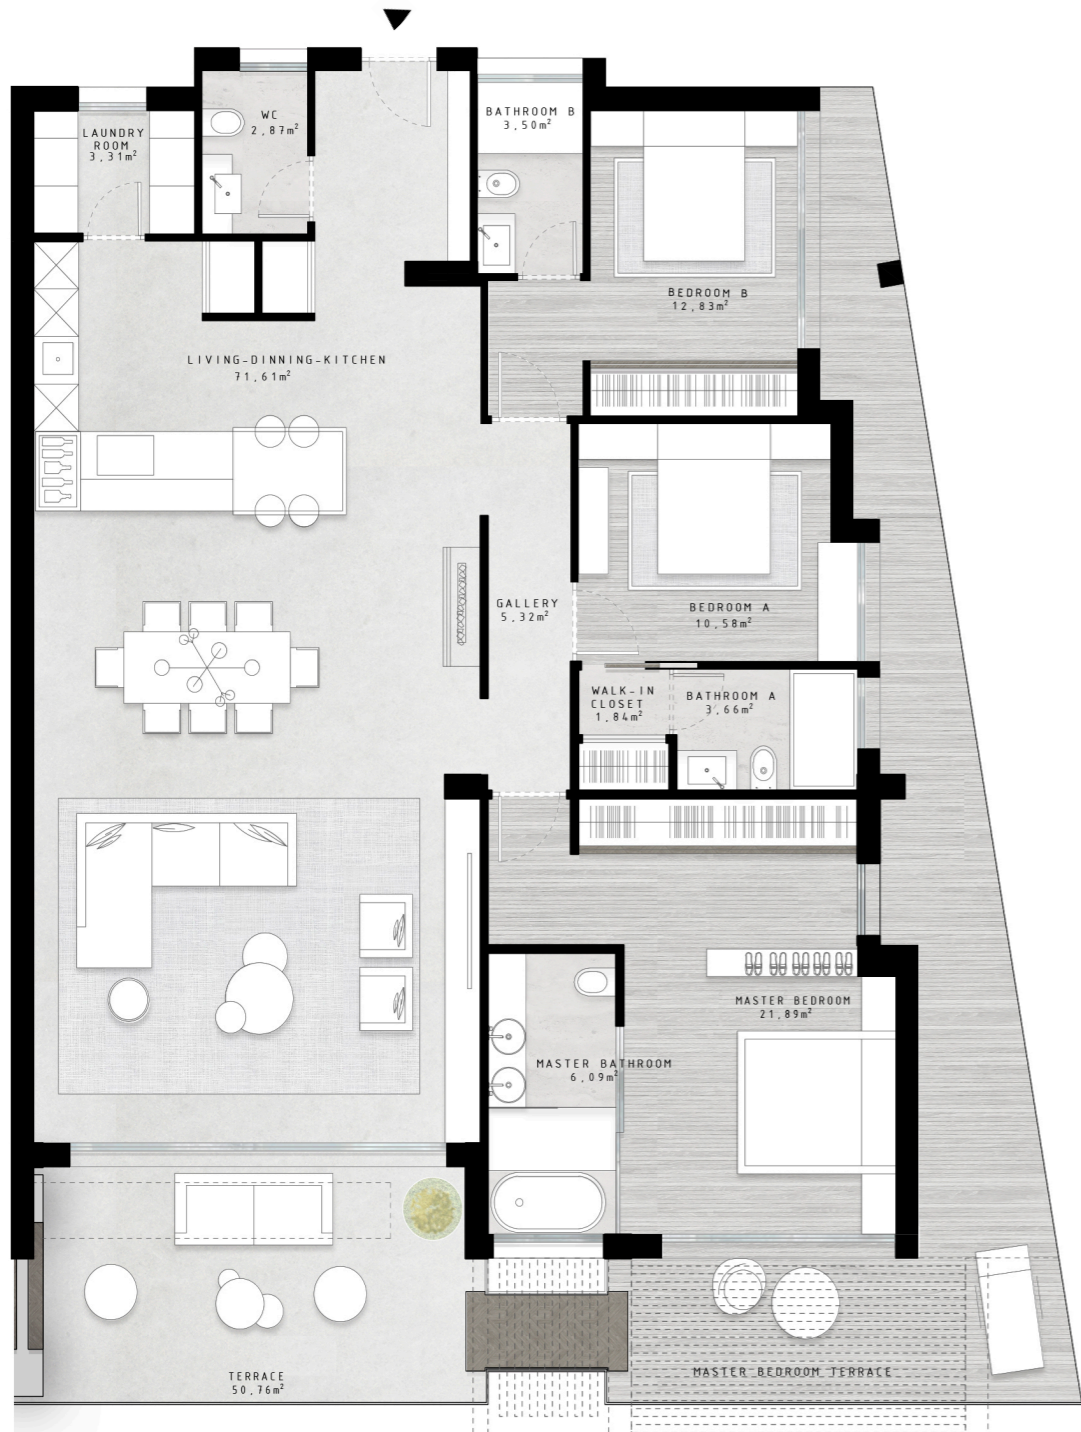 WC
2,87m²
BATHROOM B
3,50m²
LAUNDRY
ROOM
3,31m²
BEDROOM B
12,83m²
LIVING-DINNING-KITCHEN
71,61m²
GALLERY
5,32m²
BEDROOM A
10,58m²
WALK-IN
CLOSET
1,84m²
BATHROOM A
3,66m²
MASTER BEDROOM
21,89m²
MASTER BATHROOM
6,09m²
TERRACE
50,76m²
MASTER BEDROOM TERRACE